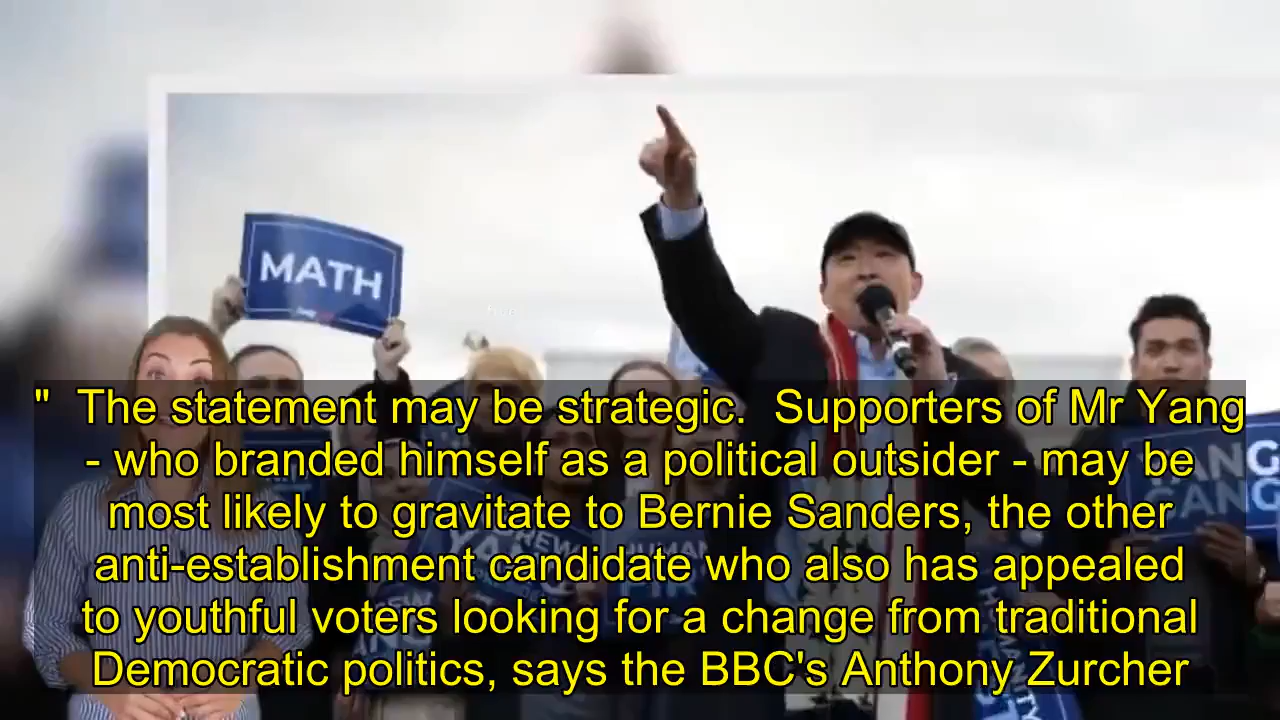 MATH
"  The statement may be strategic.  Supporters of Mr Yang
- who branded himself as a political outsider - may be
most likely to gravitate to Bernie Sanders, the other
anti-establishment candidate who also has appealed
to youthful voters looking for a change from traditional
Democratic politics, says the BBC's Anthony Zurcher
YANG
GANG